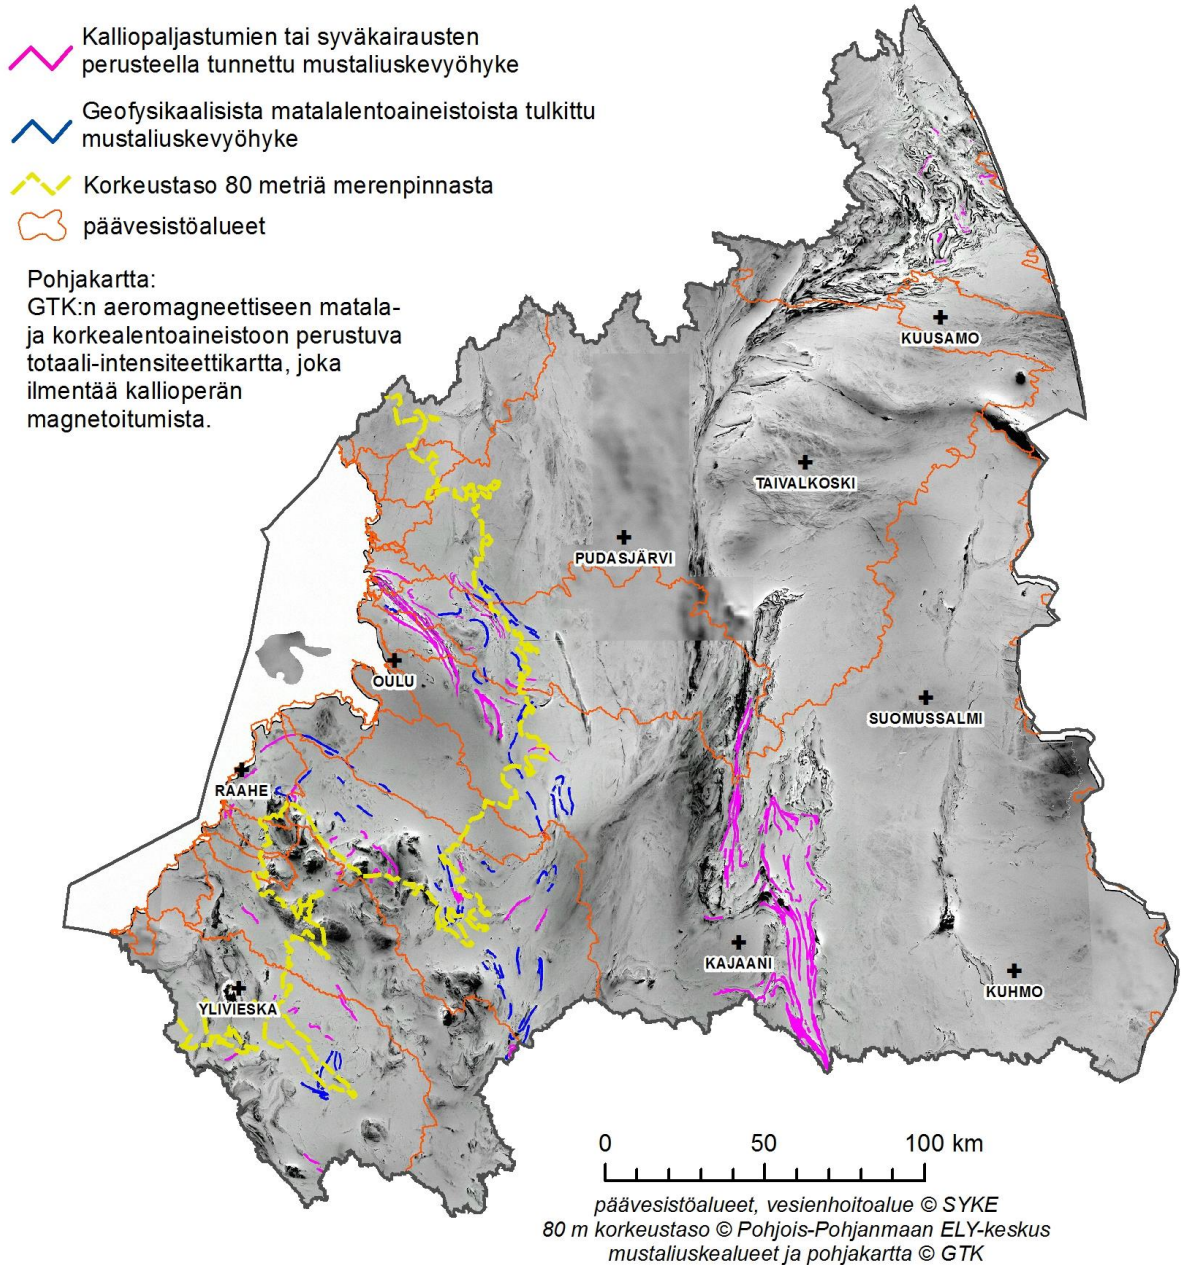 Kalliopaljastumien tai syväkairausten
perusteella tunnettu mustaliuskevyöhyke
Geofysikaalisista matalalentoaineistoista tulkittu
mustaliuskevyöhyke
Korkeustaso 80 metriä merenpinnasta
päävesistöalueet
Pohjakartta:
GTK:n aeromagneettiseen matala-
ja korkealentoaineistoon perustuva
totaali-intensiteettikartta, joka
ilmentää kallioperän
magnetoitumista.
KUUSAMO
TAIVALKOSKI
PUDASJÄRVI
OULU
SUOMUSSALMI
RAAHE
KAJAANI
KUHMO
YLIVIESKA
0 50 100 km
päävesistöalueet, vesienhoitoalue © SYKE
80 m korkeustaso © Pohjois-Pohjanmaan ELY-keskus
mustaliuskealueet ja pohjakartta © GTK